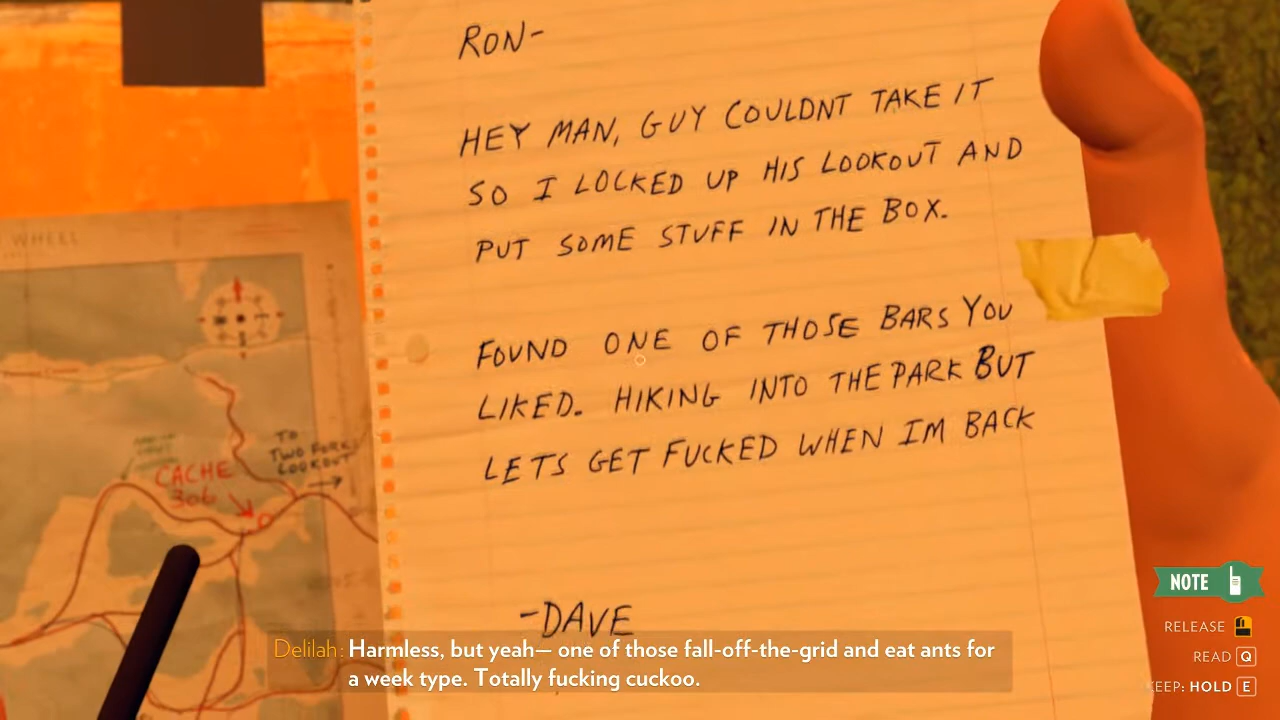 RON-
HEY MAN, GUY COULDNT TAKE IT
SO I LOCKED UP HIS LOOKOUT AND
PUT SOME STUFF IN THE BOX.
FOUND ONE OF THOSE BARS YOU
LIKED. HIKING INTO THE PARK BUT
LETS GET FUCKED WHEN IM BACK
-DAVE
WHEEL
TO
TWO FORKS
LOOKOUT
CACHE
306
Delilah: Harmless, but yeah— one of those fall-off-the-grid and eat ants for
a week type. Totally fucking cuckoo.
NOTE
RELEASE
READ Q
KEEP: HOLD E